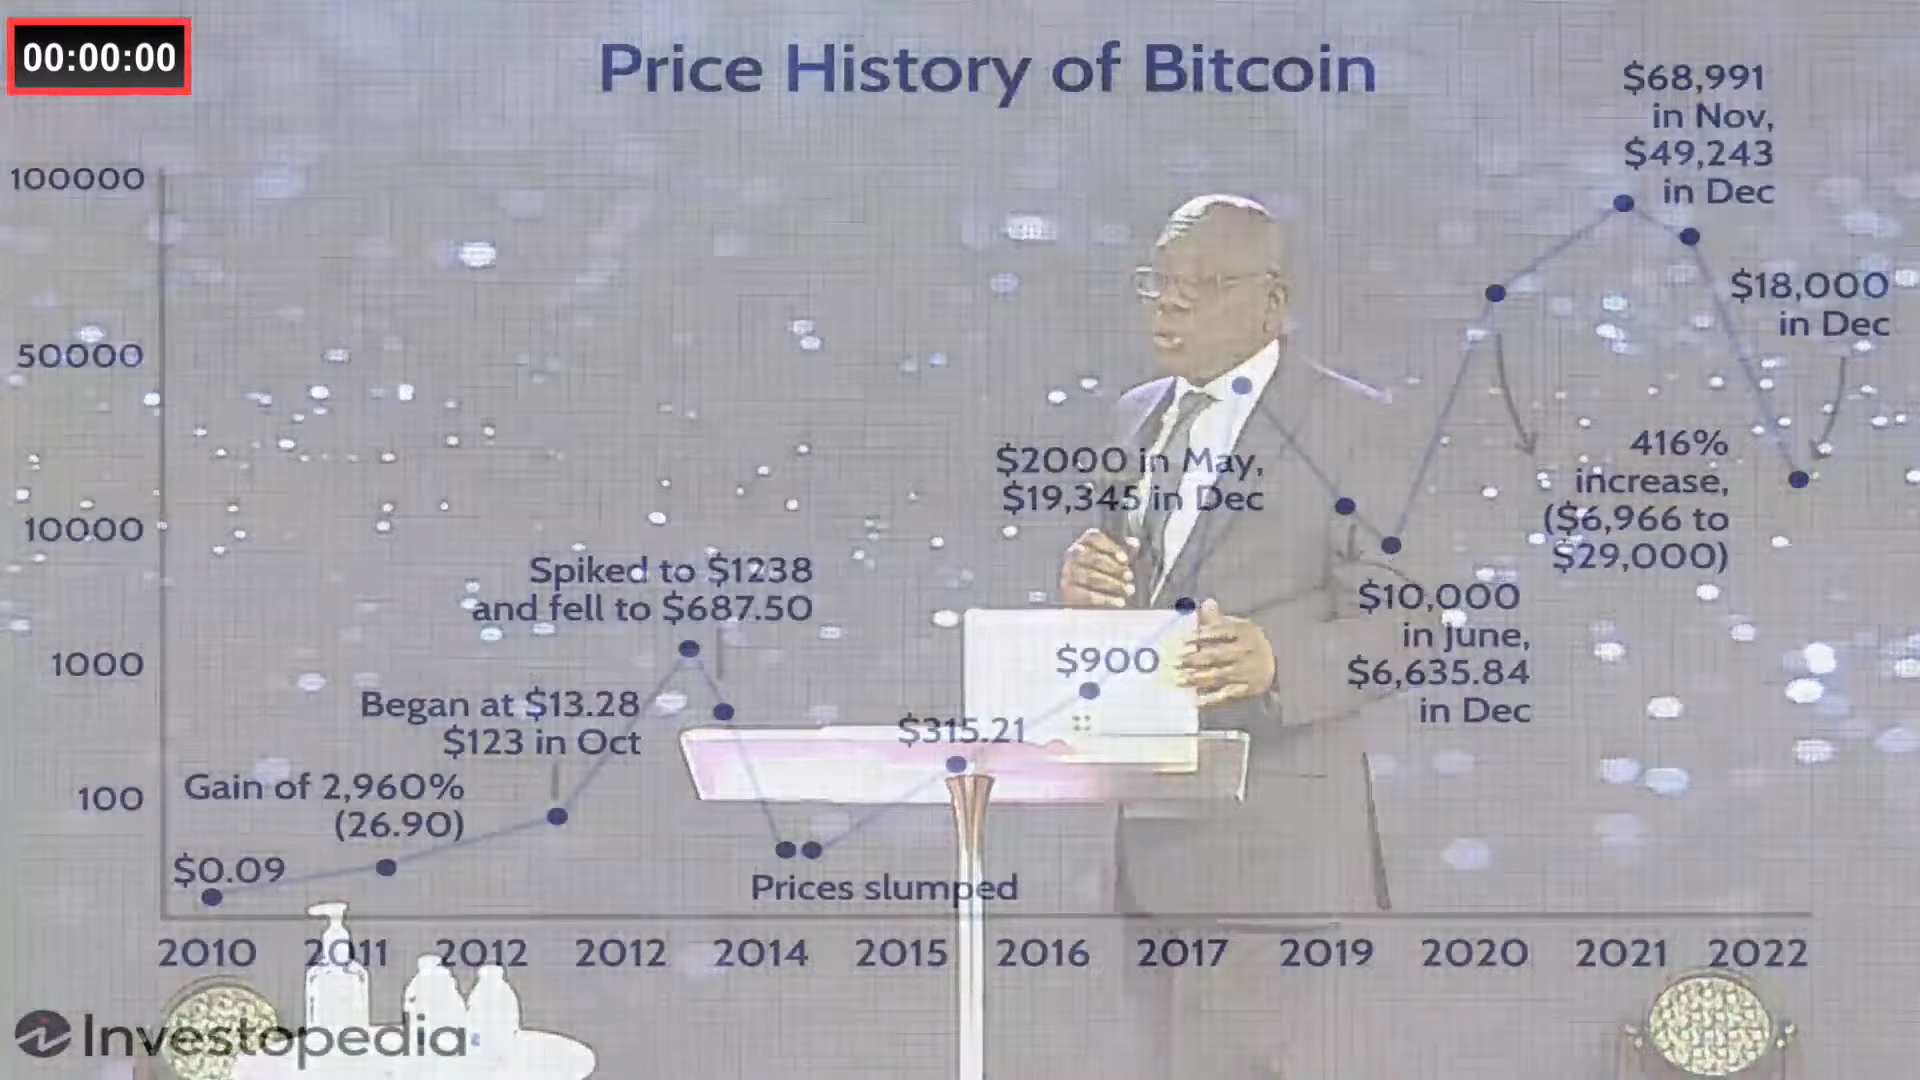 00:00:00
Price History of Bitcoin
$68,991
in Nov,
$49,243
in Dec
100000
50000
10000
1000
100
$18,000
in Dec
416%
increase,
($6,966 to
$29,000)
$2000 in May,
$19,345 in Dec
Spiked to $1238
and fell to $687.50
$10,000
in June,
$6,635.84
in Dec
$900
$315.21
Began at $13.28
$123 in Oct
Gain of 2,960%
(26.90)
$0.09
Prices slumped
2010 2011 2012 2012 2014 2015 2016 2017 2019 2020 2021 2022
Investopedia